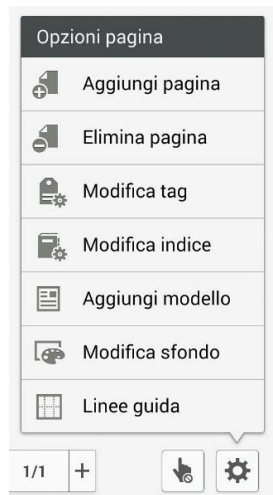 Opzioni pagina
Aggiungi pagina
Elimina pagina
Modifica tag
Modifica indice
Aggiungi modello
Modifica sfondo
Linee guida
1/1 +